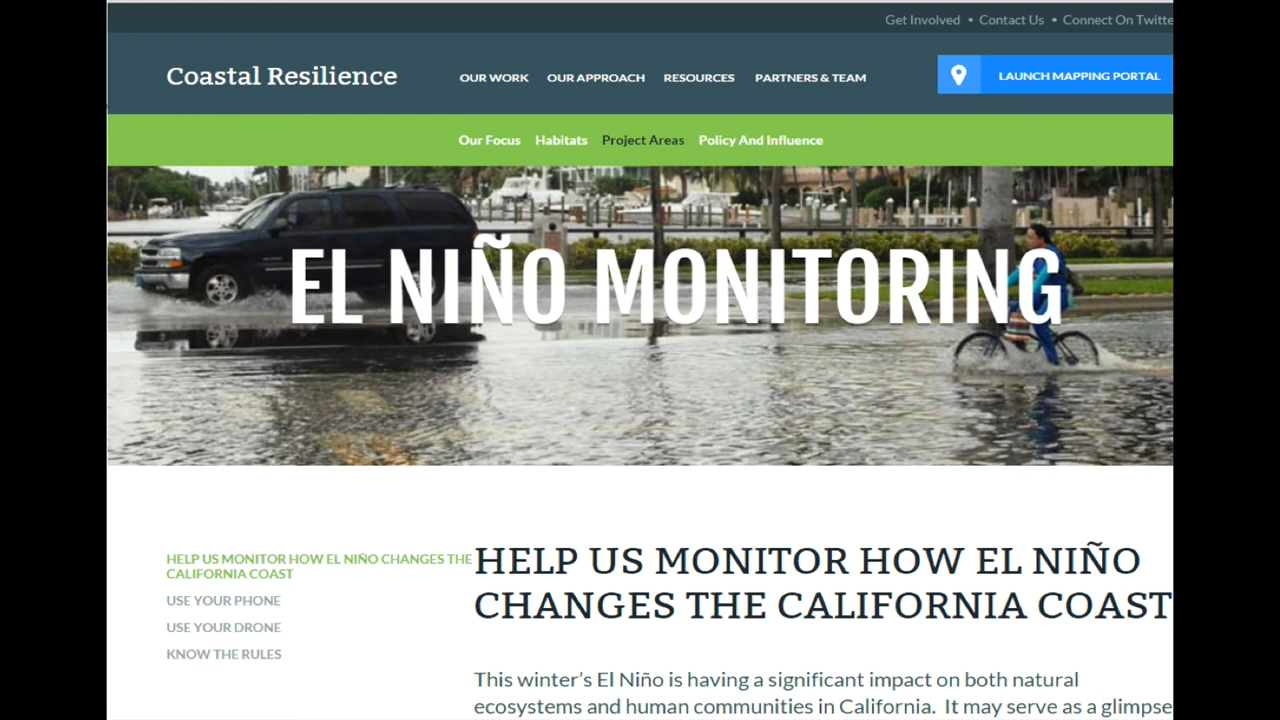 Get Involved • Contact Us • Connect On Twitte
Coastal Resilience
OUR WORK OUR APPROACH RESOURCES PARTNERS & TEAM
LAUNCH MAPPING PORTAL
Our Focus Habitats Project Areas Policy And Influence
EL NIÑO MONITORING
HELP US MONITOR HOW EL NIÑO CHANGES THE
CALIFORNIA COAST
USE YOUR PHONE
USE YOUR DRONE
KNOW THE RULES
HELP US MONITOR HOW EL NIÑO
CHANGES THE CALIFORNIA COAST
This winter’s El Niño is having a significant impact on both natural
ecosystems and human communities in California. It may serve as a glimpse